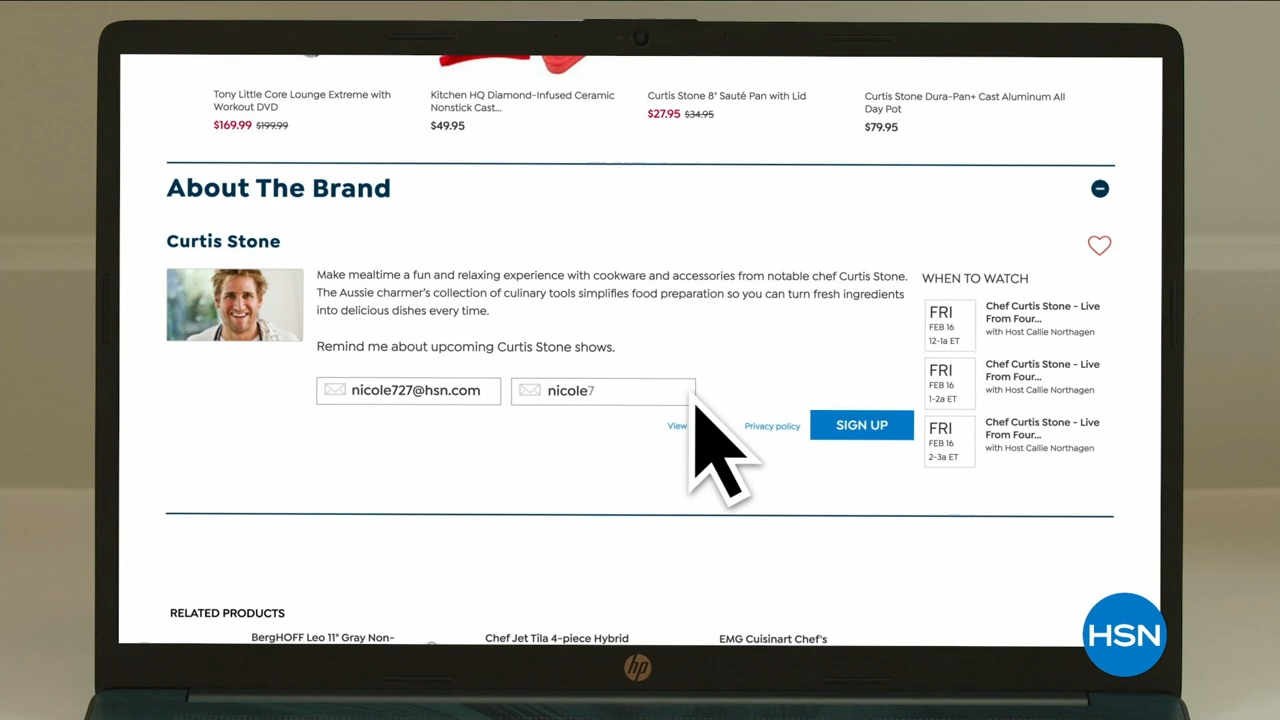 Tony Little Core Lounge Extreme with
Workout DVD
$169.99 $199.99
Kitchen HQ Diamond-Infused Ceramic
Nonstick Cast...
$49.95
Curtis Stone 8" Sauté Pan with Lid
$27.95 $34.95
Curtis Stone Dura-Pan+ Cast Aluminum All
Day Pot
$79.95
About The Brand
Curtis Stone
Make mealtime a fun and relaxing experience with cookware and accessories from notable chef Curtis Stone.
The Aussie charmer's collection of culinary tools simplifies food preparation so you can turn fresh ingredients
into delicious dishes every time.
Remind me about upcoming Curtis Stone shows.
nicole727@hsn.com
nicole7
View
Privacy policy
SIGN UP
WHEN TO WATCH
FRI
FEB 16
12-1a ET
Chef Curtis Stone - Live
From Four...
with Host Callie Northagen
FRI
FEB 16
1-2a ET
Chef Curtis Stone - Live
From Four...
with Host Callie Northagen
FRI
FEB 16
2-3a ET
Chef Curtis Stone - Live
From Four...
with Host Callie Northagen
RELATED PRODUCTS
BergHOFF Leo 11" Gray Non-
Chef Jet Tila 4-piece Hybrid
EMG Cuisinart Chef's
HSN
hp